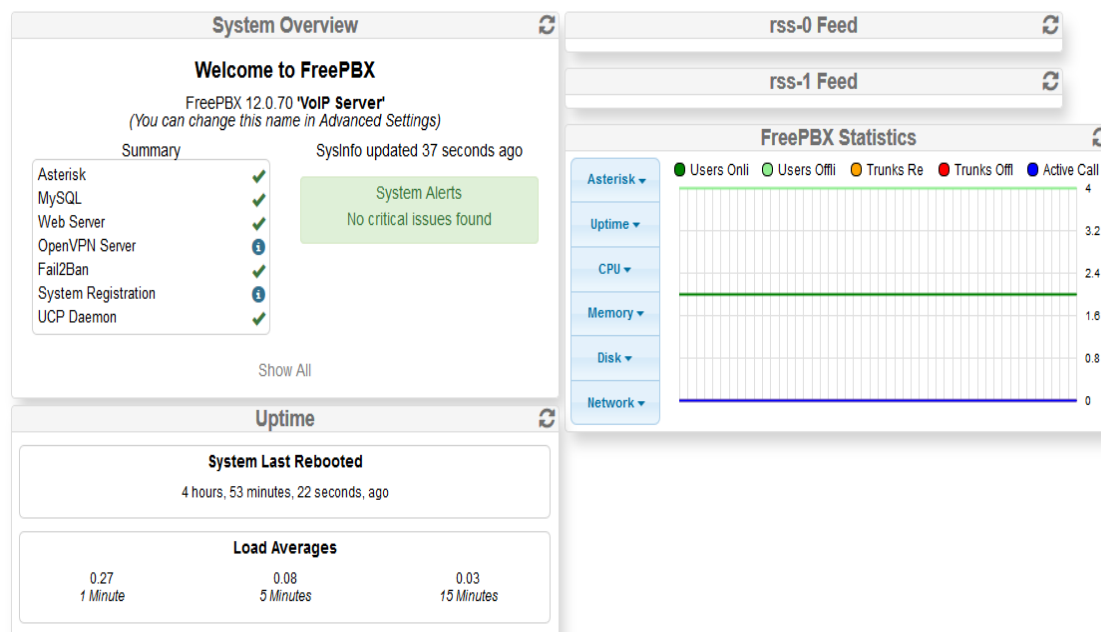 System Overview
Welcome to FreePBX
FreePBX 12.0.70 'VoIP Server'
(You can change this name in Advanced Settings)
Summary
SysInfo updated 37 seconds ago
Asterisk
MySQL
Web Server
OpenVPN Server
Fail2Ban
System Registration
UCP Daemon
System Alerts
No critical issues found
Show All
Uptime
System Last Rebooted
4 hours, 53 minutes, 22 seconds, ago
Load Averages
0.27 0.08 0.03
1 Minute 5 Minutes 15 Minutes
rss-0 Feed
rss-1 Feed
FreePBX Statistics
Asterisk
Uptime
CPU
Memory
Disk
Network
Users Onli Users Offli Trunks Re Trunks Offl Active Call
4
3.2
2.4
1.6
0.8
0